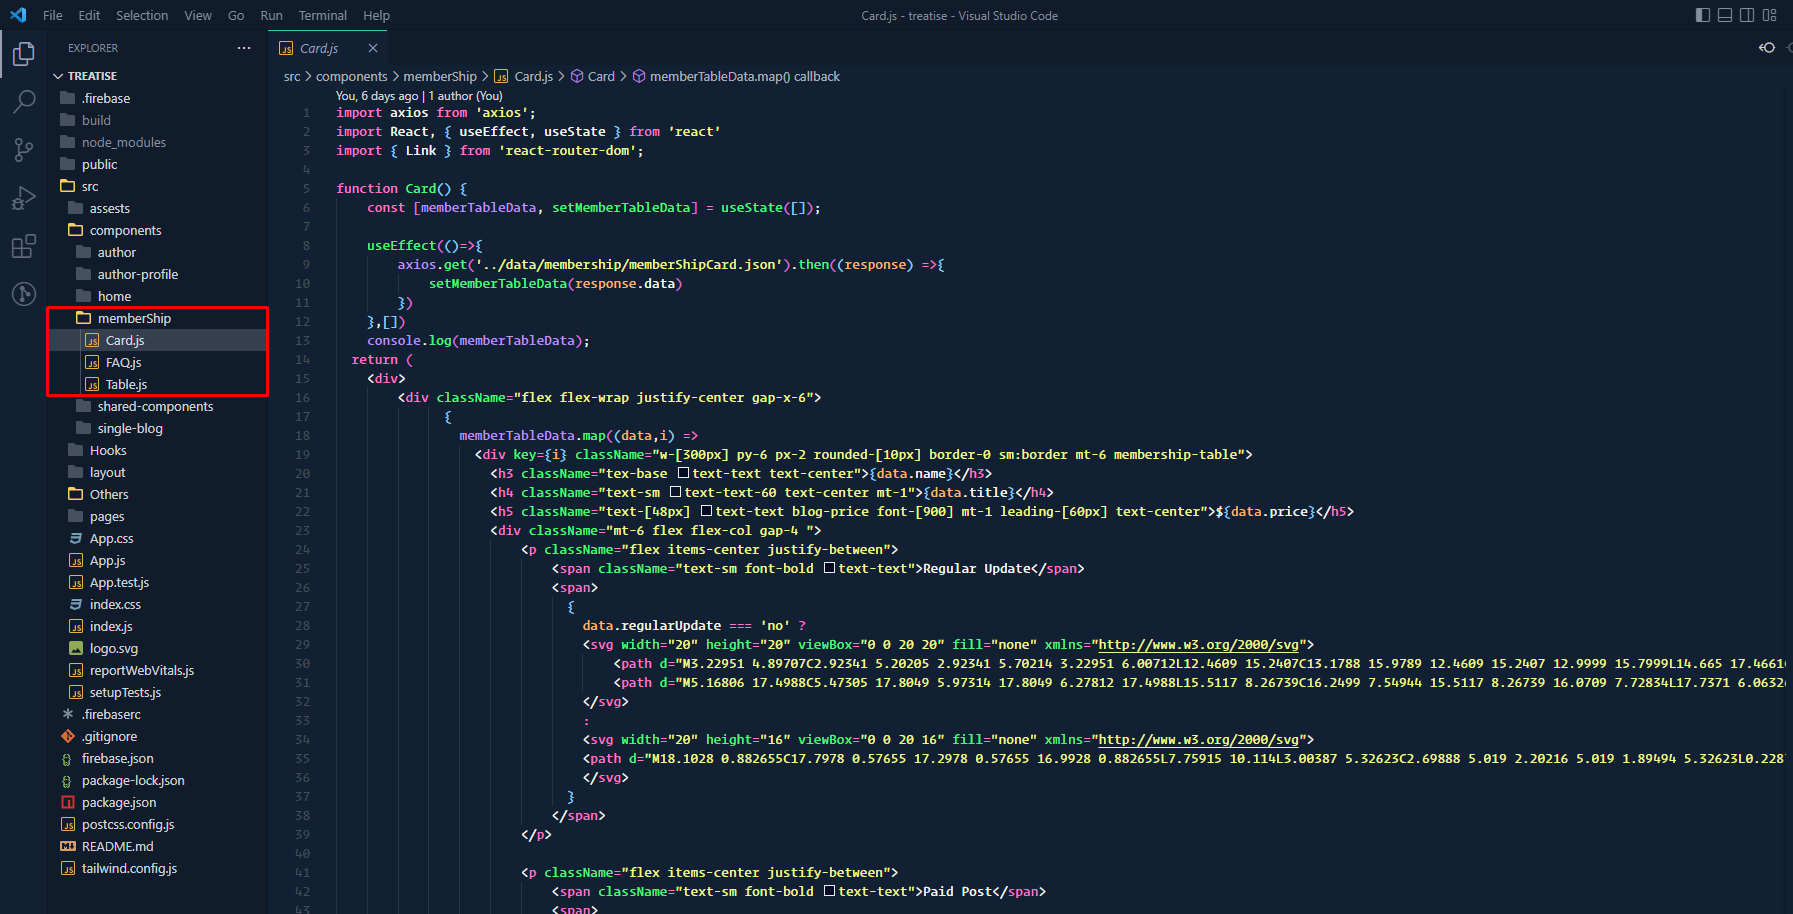 File Edit Selection View Go Run Terminal Help
Card.js - treatise - Visual Studio Code
EXPLORER
TREATISE
.firebase
build
node_modules
public
src
assests
components
author
author-profile
home
memberShip
Card.js
FAQ.js
Table.js
shared-components
single-blog
Hooks
layout
Others
pages
App.css
App.js
App.test.js
index.css
index.js
logo.svg
reportWebVitals.js
setupTests.js
.firebaserc
.gitignore
firebase.json
package-lock.json
package.json
postcss.config.js
README.md
tailwind.config.js
Card.js
src > components > memberShip > Card.js > Card > memberTableData.map() callback
You, 6 days ago | 1 author (You)
1 import axios from 'axios';
2 import React, { useEffect, useState } from 'react'
3 import { Link } from 'react-router-dom';
4
5 function Card() {
6 const [memberTableData, setMemberTableData] = useState([]);
7
8 useEffect(()=>{
9 axios.get('../data/membership/memberShipCard.json').then((response) =>{
10 setMemberTableData(response.data)
11 })
12 },[])
13 console.log(memberTableData);
14 return (
15 <div>
16 <div className="flex flex-wrap justify-center gap-x-6">
17 {
18 memberTableData.map((data,i) =>
19 <div key={i} className="w-[300px] py-6 px-2 rounded-[10px] border-0 sm:border mt-6 membership-table">
20 <h3 className="tex-base text-text text-center">{data.name}</h3>
21 <h4 className="text-sm text-text-60 text-center mt-1">{data.title}</h4>
22 <h5 className="text-[48px] text-text blog-price font-[900] mt-1 leading-[60px] text-center">${data.price}</h5>
23 <div className="mt-6 flex flex-col gap-4 ">
24 <p className="flex items-center justify-between">
25 <span className="text-sm font-bold text-text">Regular Update</span>
26 <span>
27 {
28 data.regularUpdate === 'no' ?
29 <svg width="20" height="20" viewBox="0 0 20 20" fill="none" xmlns="http://www.w3.org/2000/svg">
30 <path d="M3.22951 4.89707C2.92341 5.20205 2.92341 5.70214 3.22951 6.00712L12.4609 15.2407C13.1788 15.9789 12.4609 15.2407 12.9999 15.7999L14.665 17.4661
31 <path d="M5.16806 17.4988C5.47305 17.8049 5.97314 17.8049 6.27812 17.4988L15.5117 8.26739C16.2499 7.54944 15.5117 8.26739 16.0709 7.72834L17.7371 6.0632
32 </svg>
33 :
34 <svg width="20" height="16" viewBox="0 0 20 16" fill="none" xmlns="http://www.w3.org/2000/svg">
35 <path d="M18.1028 0.882655C17.7978 0.57655 17.2978 0.57655 16.9928 0.882655L7.75915 10.114L3.00387 5.32623C2.69888 5.019 2.20216 5.019 1.89494 5.32623L0.228
36 </svg>
37 }
38 </span>
39 </p>
40
41 <p className="flex items-center justify-between">
42 <span className="text-sm font-bold text-text">Paid Post</span>
43 <span>